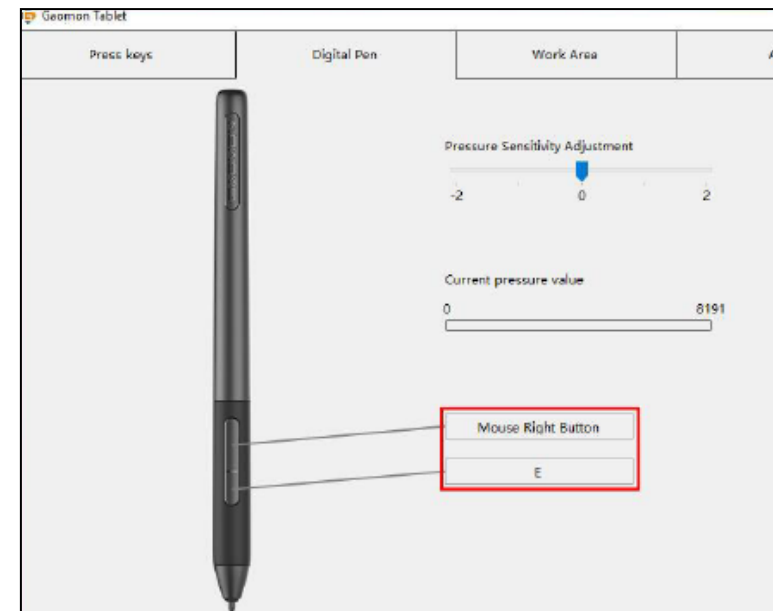 Gaomon Tablet
Press keys
Digital Pen
Work Area
A
Pressure Sensitivity Adjustment
-2
0
2
Current pressure value
0
8191
Mouse Right Button
E